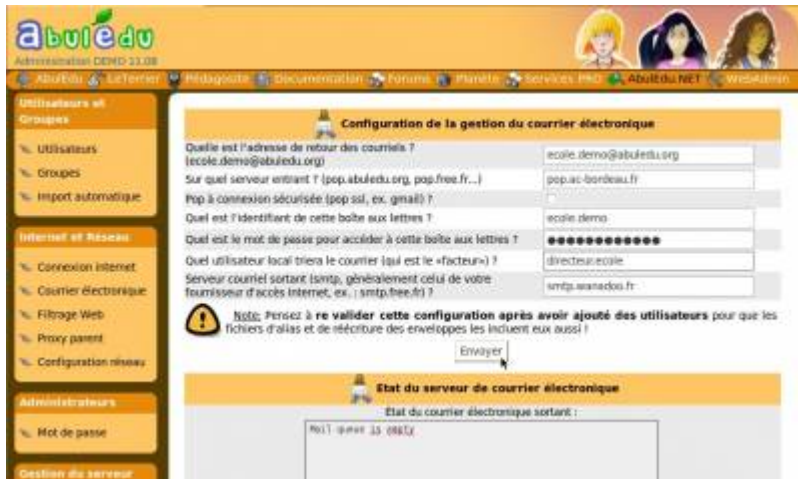 abulédu
Administration DEMO 11.08
AbulEdu LeTerrier Pédagosite Documentation Forums Planète Services PRO AbulEdu.NET WebAdmin
Utilisateurs et
Groupes
Utilisateurs
Groupes
Import automatique
Internet et Réseau
Connexion internet
Courrier électronique
Filtrage Web
Proxy parent
Configuration réseau
Administrateurs
Mot de passe
Gestion du serveur
Configuration de la gestion du courrier électronique
Quelle est l'adresse de retour des courriels ?
(ecole.demo@abuledu.org)
ecole.demo@abuledu.org
Sur quel serveur entrant ? (pop.abuledu.org, pop.free.fr...)
pop.ac-bordeau.fr
Pop à connexion sécurisée (pop ssl, ex. gmail) ?
Quel est l'identifiant de cette boîte aux lettres ?
ecole.demo
Quel est le mot de passe pour accéder à cette boîte aux lettres ?
●●●●●●●●●●●●
Quel utilisateur local triera le courrier (qui est le «facteur») ?
directeur.ecole
Serveur courriel sortant (smtp, généralement celui de votre
fournisseur d'accès internet, ex. : smtp.free.fr) ?
smtp.wanadoo.fr
Note: Pensez à re valider cette configuration après avoir ajouté des utilisateurs pour que les
fichiers d'alias et de réécriture des enveloppes les incluent eux aussi !
Envoyer
Etat du serveur de courrier électronique
Etat du courrier électronique sortant :
Mail queue is empty